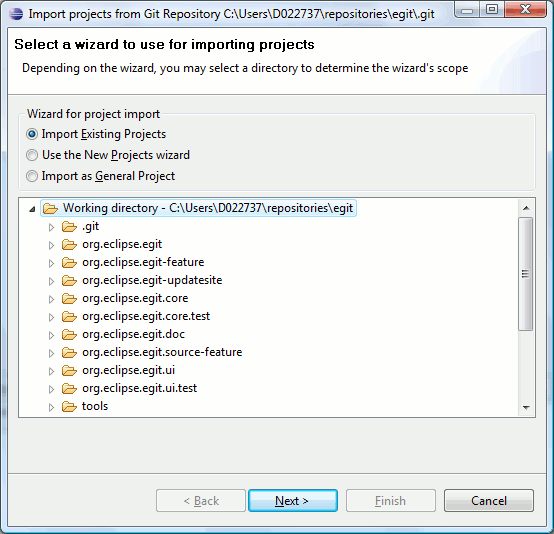 Import projects from Git Repository C:\Users\D022737\repositories\egit\.git
Select a wizard to use for importing projects
Depending on the wizard, you may select a directory to determine the wizard's scope
Wizard for project import
Import Existing Projects
Use the New Projects wizard
Import as General Project
Working directory - C:\Users\D022737\repositories\egit
.git
org.eclipse.egit
org.eclipse.egit-feature
org.eclipse.egit-updatesite
org.eclipse.egit.core
org.eclipse.egit.core.test
org.eclipse.egit.doc
org.eclipse.egit.source-feature
org.eclipse.egit.ui
org.eclipse.egit.ui.test
tools
< Back Next > Finish Cancel